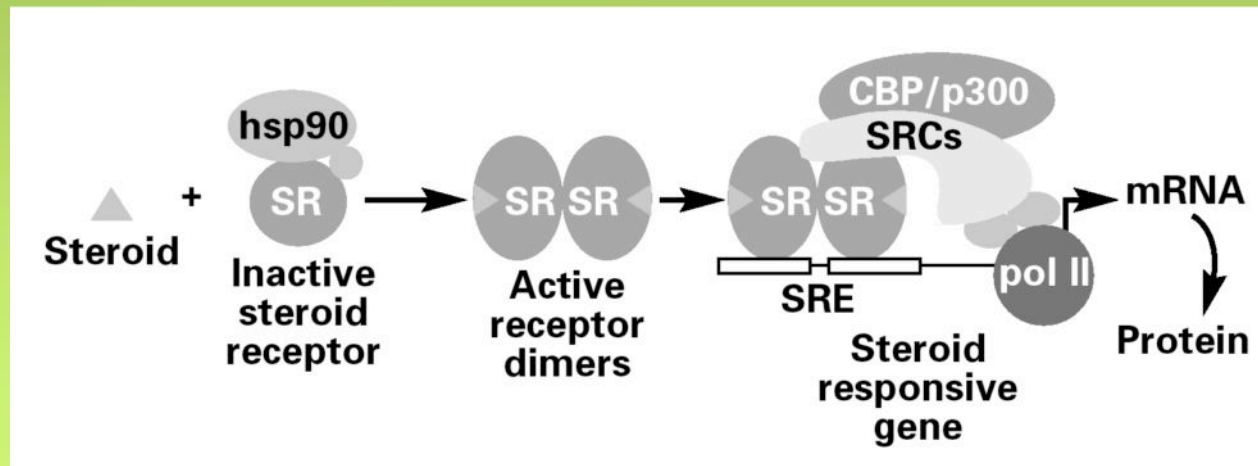 hsp90
SR
+
Steroid
Inactive
steroid
receptor
SR SR
Active
receptor
dimers
CBP/p300
SRCs
SR SR
SRE
pol II
Steroid
responsive
gene
mRNA
Protein